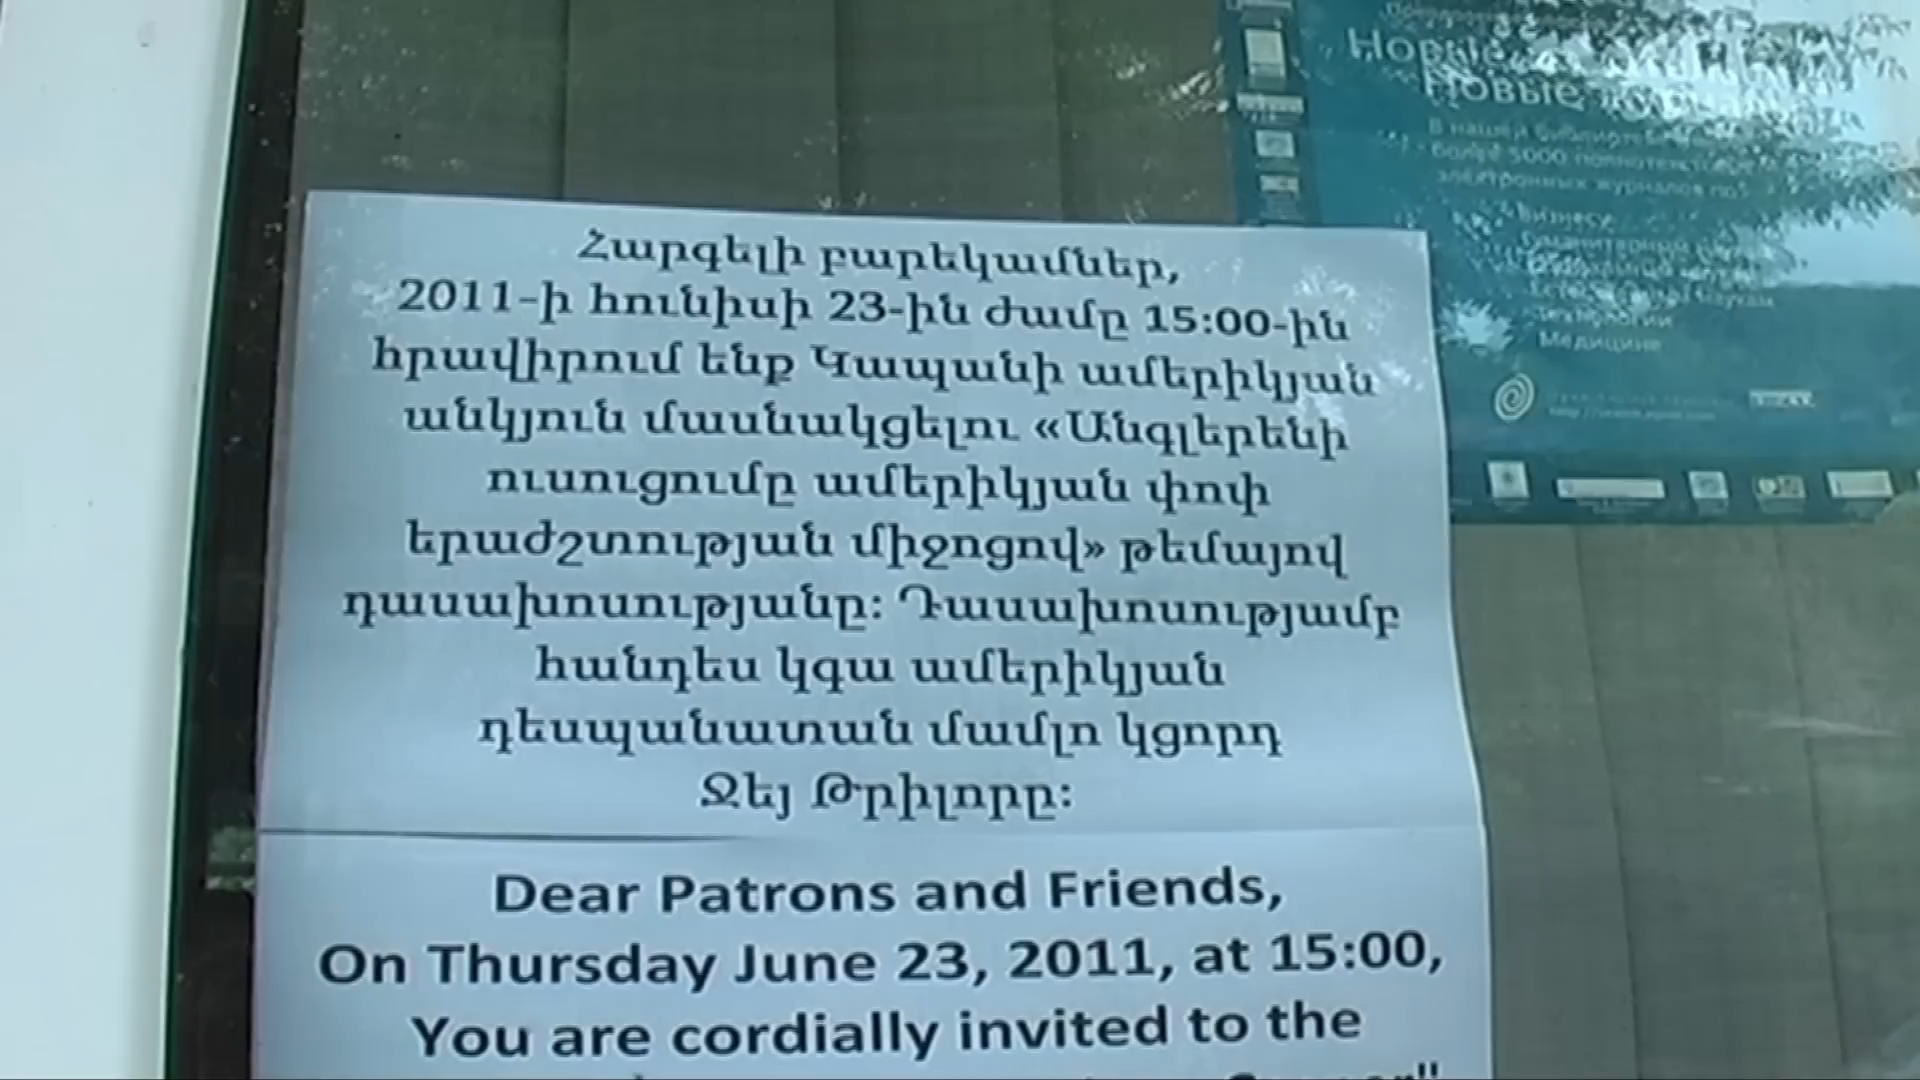 Հարգելի բարեկամներ,
2011-ի հունիսի 23-ին ժամը 15:00-ին
հրավիրում ենք Կապանի ամերիկյան
անկյուն մասնակցելու «Անգլերենի
ուսուցումը ամերիկյան փոփ
երաժշտության միջոցով» թեմայով
դասախոսությանը: Դասախոսությամբ
հանդես կգա ամերիկյան
դեսպանատան մամլո կցորդ
Ջեյ Թրիլորը:
Dear Patrons and Friends,
On Thursday June 23, 2011, at 15:00,
You are cordially invited to the
Новые
Новые
В нашей
более 5000
электронных журналов по:
Бизнесу
Медицине